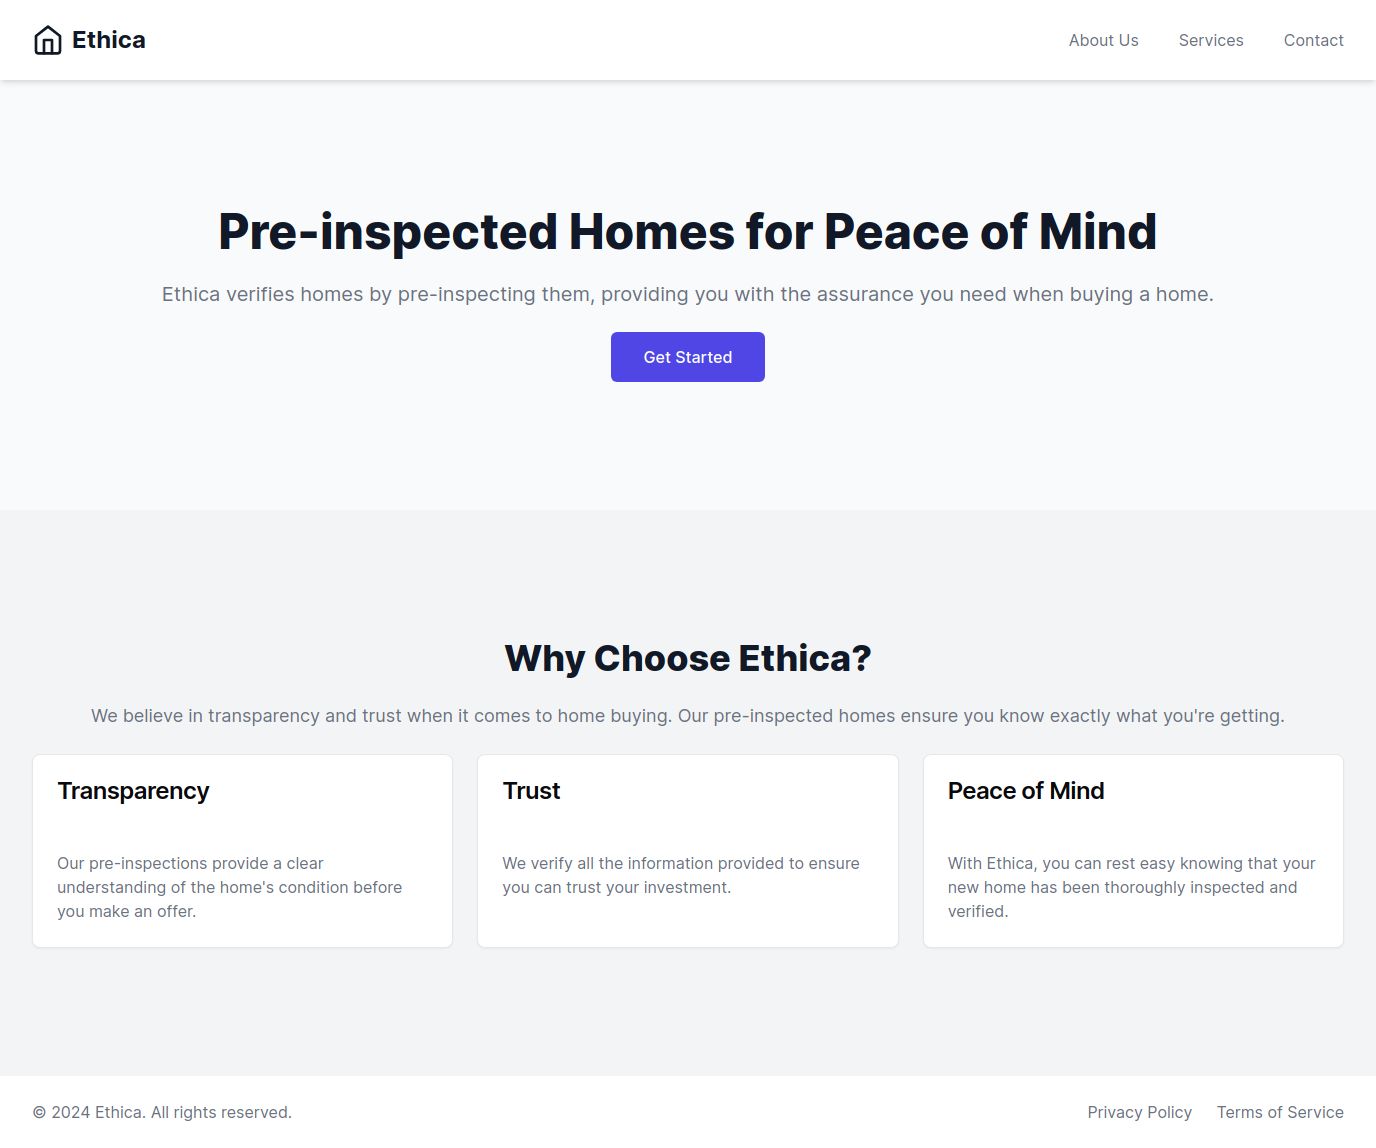 Ethica
About Us
Services
Contact
Pre-inspected Homes for Peace of Mind
Ethica verifies homes by pre-inspecting them, providing you with the assurance you need when buying a home.
Get Started
Why Choose Ethica?
We believe in transparency and trust when it comes to home buying. Our pre-inspected homes ensure you know exactly what you're getting.
Transparency
Our pre-inspections provide a clear
understanding of the home's condition before
you make an offer.
Trust
We verify all the information provided to ensure
you can trust your investment.
Peace of Mind
With Ethica, you can rest easy knowing that your
new home has been thoroughly inspected and
verified.
© 2024 Ethica. All rights reserved.
Privacy Policy
Terms of Service